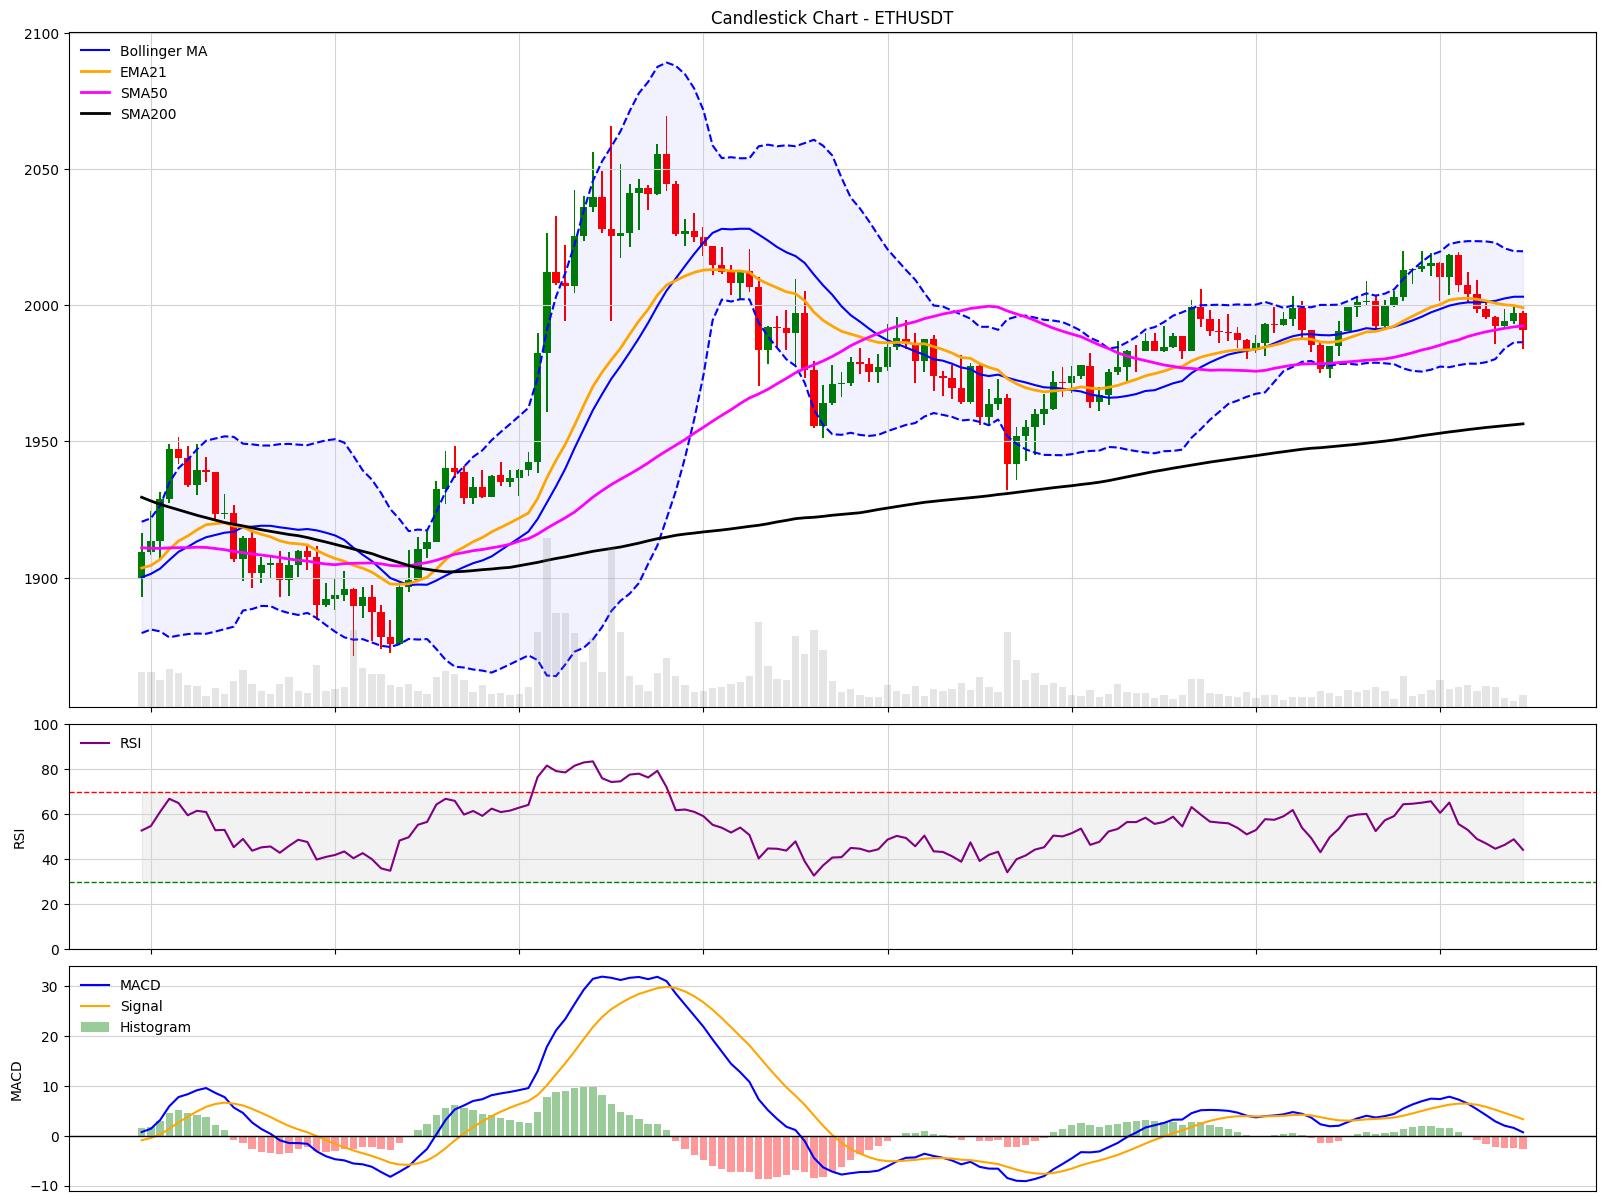 Candlestick Chart - ETHUSDT
Bollinger MA
EMA21
SMA50
SMA200
2100
2050
2000
1950
1900
RSI
RSI
100
80
60
40
20
0
MACD
Signal
Histogram
MACD
30
20
10
0
−10